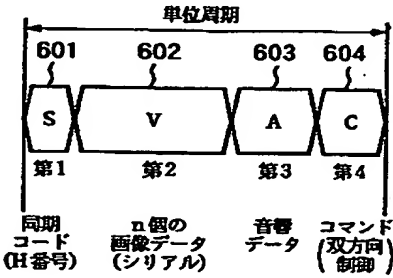 単位周期
601 602 603 604
S V A C
第1 第2 第3 第4
同期 n個の 音響 コマンド
コード 画像データ データ (双方向
(H番号) (シリアル) 制御)